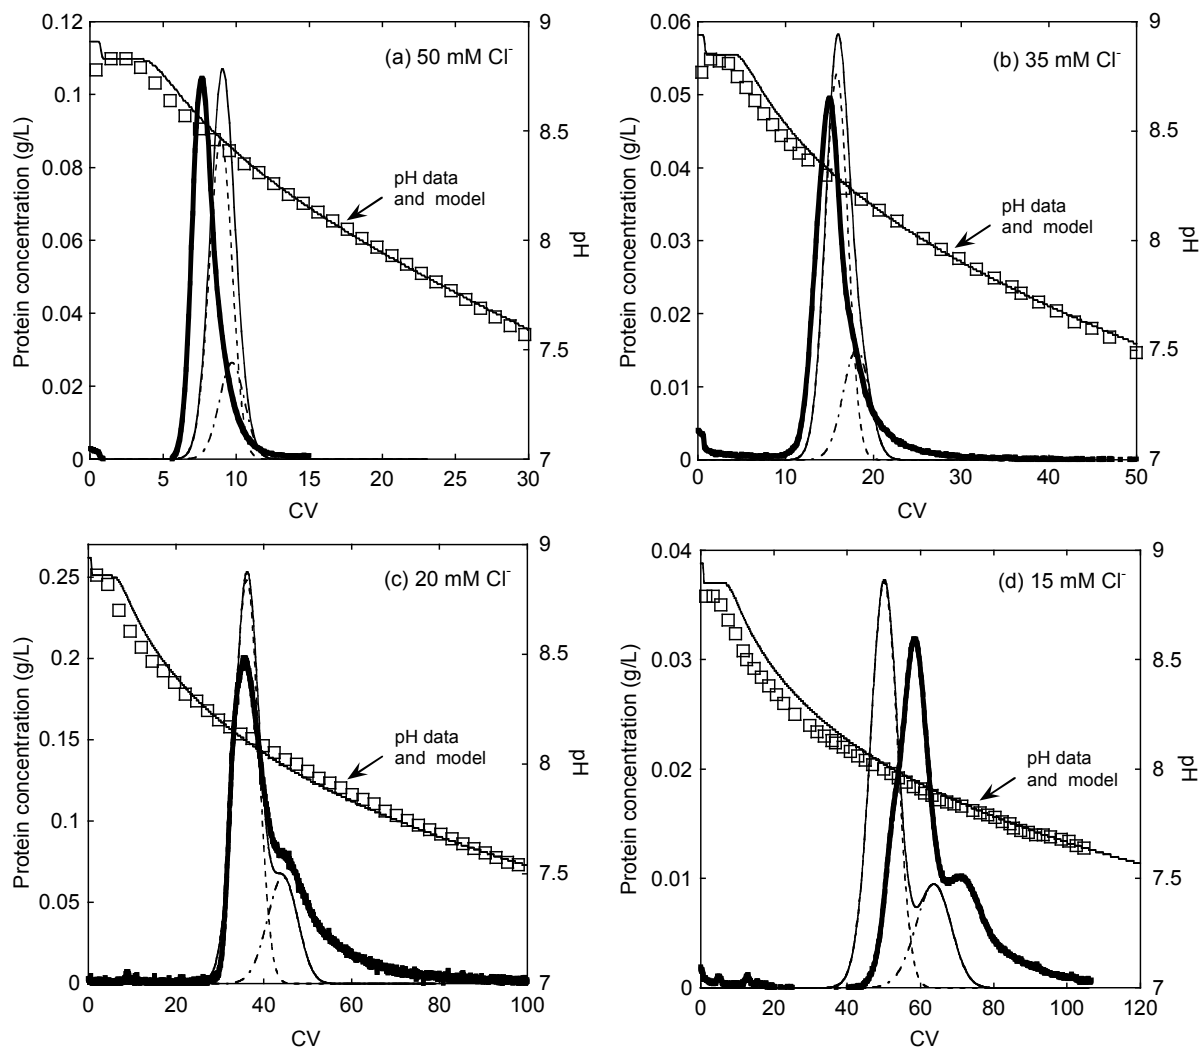 (a) 50 mM Cl⁻
Protein concentration (g/L)
0.12
0.1
0.08
0.06
0.04
0.02
0
9
8.5
8
7.5
7
pH
pH data
and model
0 5 10 15 20 25 30
CV
(b) 35 mM Cl⁻
Protein concentration (g/L)
0.06
0.05
0.04
0.03
0.02
0.01
0
9
8.5
8
7.5
7
pH
pH data
and model
0 10 20 30 40 50
CV
(c) 20 mM Cl⁻
Protein concentration (g/L)
0.25
0.2
0.15
0.1
0.05
0
9
8.5
8
7.5
7
pH
pH data
and model
0 20 40 60 80 100
CV
(d) 15 mM Cl⁻
Protein concentration (g/L)
0.04
0.03
0.02
0.01
0
9
8.5
8
7.5
7
pH
pH data
and model
0 20 40 60 80 100 120
CV